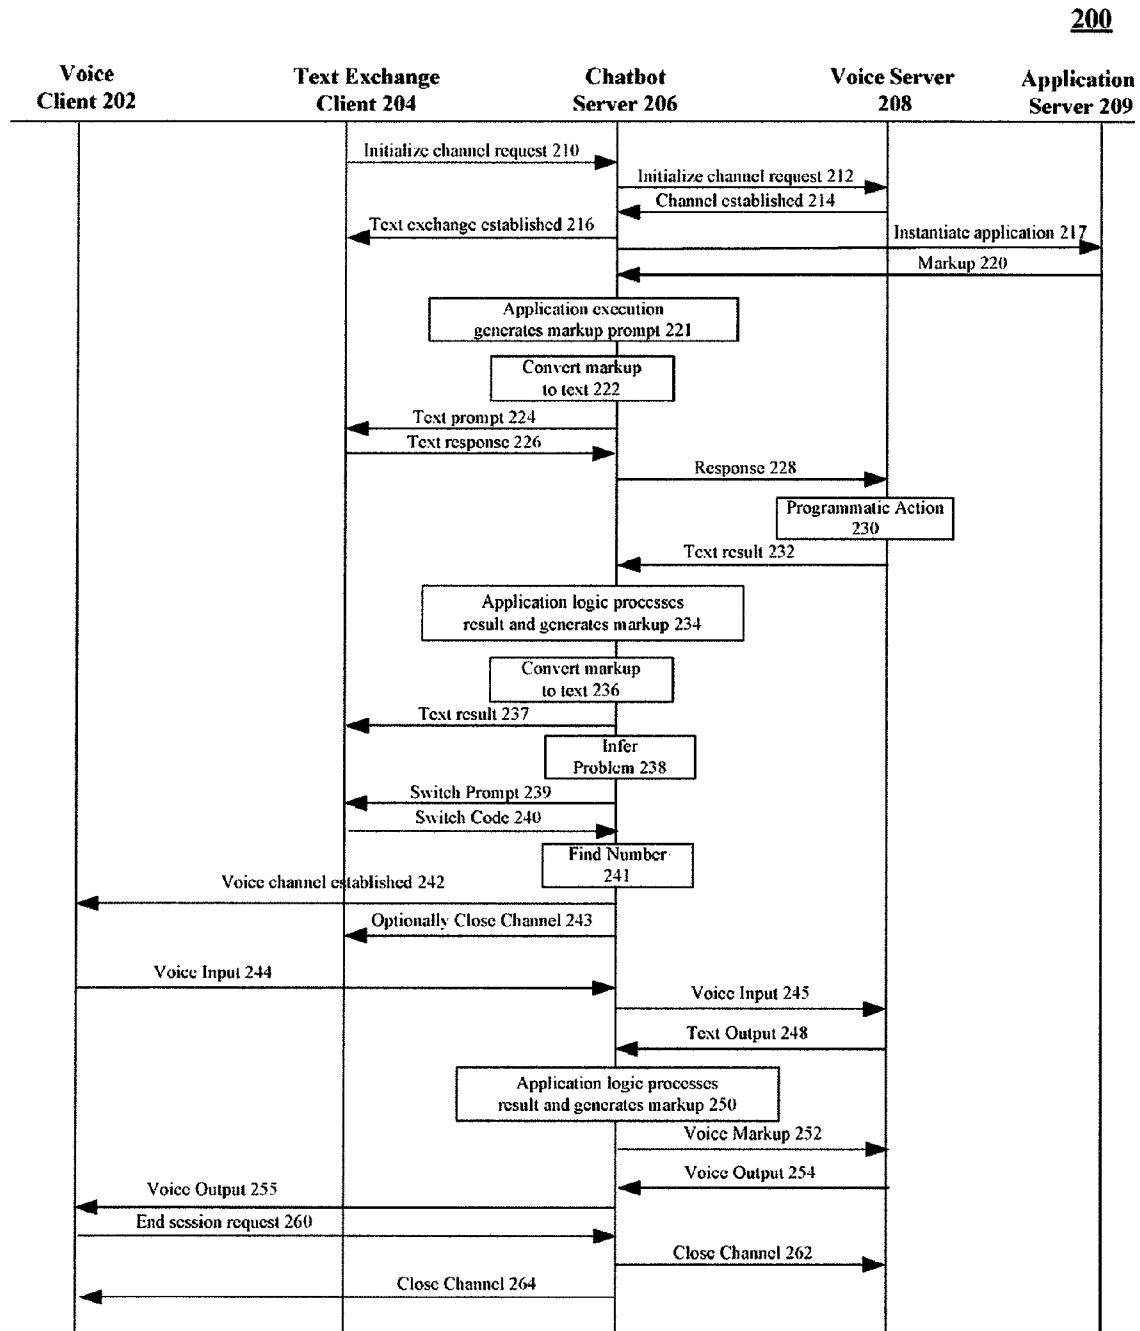 200
Voice
Client 202
Text Exchange
Client 204
Chatbot
Server 206
Voice Server
208
Application
Server 209
Initialize channel request 210
Initialize channel request 212
Channel established 214
Text exchange established 216
Instantiate application 217
Markup 220
Application execution
generates markup prompt 221
Convert markup
to text 222
Text prompt 224
Text response 226
Response 228
Programmatic Action
230
Text result 232
Application logic processes
result and generates markup 234
Convert markup
to text 236
Text result 237
Infer
Problem 238
Switch Prompt 239
Switch Code 240
Find Number
241
Voice channel established 242
Optionally Close Channel 243
Voice Input 244
Voice Input 245
Text Output 248
Application logic processes
result and generates markup 250
Voice Markup 252
Voice Output 254
Voice Output 255
End session request 260
Close Channel 262
Close Channel 264